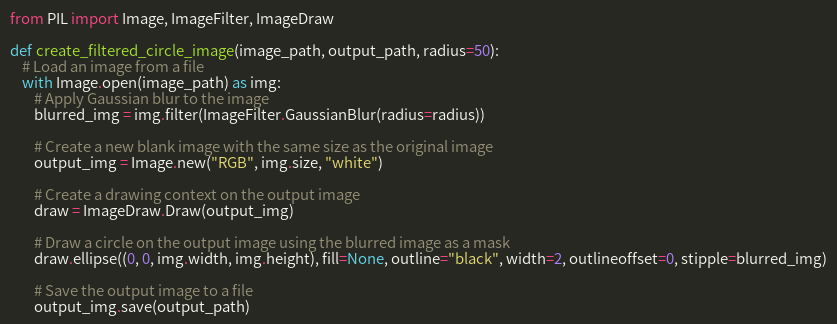 from PIL import Image, ImageFilter, ImageDraw

def create_filtered_circle_image(image_path, output_path, radius=50):
    # Load an image from a file
    with Image.open(image_path) as img:
        # Apply Gaussian blur to the image
        blurred_img = img.filter(ImageFilter.GaussianBlur(radius=radius))

        # Create a new blank image with the same size as the original image
        output_img = Image.new("RGB", img.size, "white")

        # Create a drawing context on the output image
        draw = ImageDraw.Draw(output_img)

        # Draw a circle on the output image using the blurred image as a mask
        draw.ellipse((0, 0, img.width, img.height), fill=None, outline="black", width=2, outlineoffset=0, stipple=blurred_img)

        # Save the output image to a file
        output_img.save(output_path)